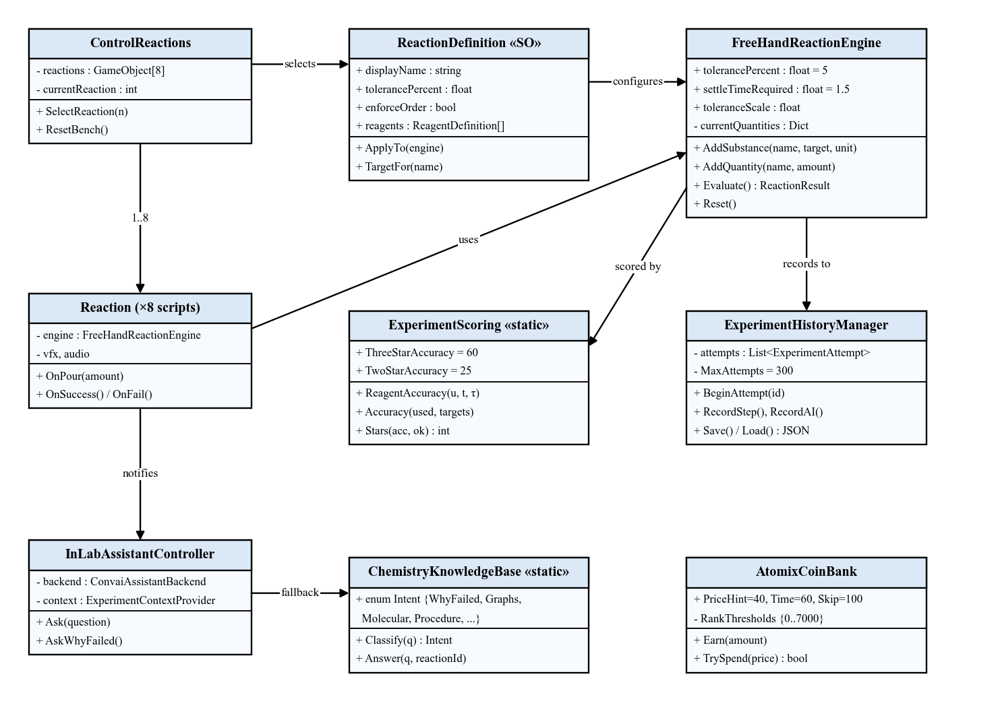 ControlReactions
- reactions : GameObject[8]
- currentReaction : int
+ SelectReaction(n)
+ ResetBench()
selects
ReactionDefinition «SO»
+ displayName : string
+ tolerancePercent : float
+ enforceOrder : bool
+ reagents : ReagentDefinition[]
+ ApplyTo(engine)
+ TargetFor(name)
configures
FreeHandReactionEngine
+ tolerancePercent : float = 5
+ settleTimeRequired : float = 1.5
+ toleranceScale : float
- currentQuantities : Dict
+ AddSubstance(name, target, unit)
+ AddQuantity(name, amount)
+ Evaluate() : ReactionResult
+ Reset()
1..8
uses
scored by
records to
Reaction (×8 scripts)
- engine : FreeHandReactionEngine
- vfx, audio
+ OnPour(amount)
+ OnSuccess() / OnFail()
ExperimentScoring «static»
+ ThreeStarAccuracy = 60
+ TwoStarAccuracy = 25
+ ReagentAccuracy(u, t, τ)
+ Accuracy(used, targets)
+ Stars(acc, ok) : int
ExperimentHistoryManager
- attempts : List<ExperimentAttempt>
- MaxAttempts = 300
+ BeginAttempt(id)
+ RecordStep(), RecordAI()
+ Save() / Load() : JSON
notifies
InLabAssistantController
- backend : ConvaiAssistantBackend
- context : ExperimentContextProvider
+ Ask(question)
+ AskWhyFailed()
fallback
ChemistryKnowledgeBase «static»
+ enum Intent {WhyFailed, Graphs,
Molecular, Procedure, ...}
+ Classify(q) : Intent
+ Answer(q, reactionId)
AtomixCoinBank
+ PriceHint=40, Time=60, Skip=100
- RankThresholds {0..7000}
+ Earn(amount)
+ TrySpend(price) : bool